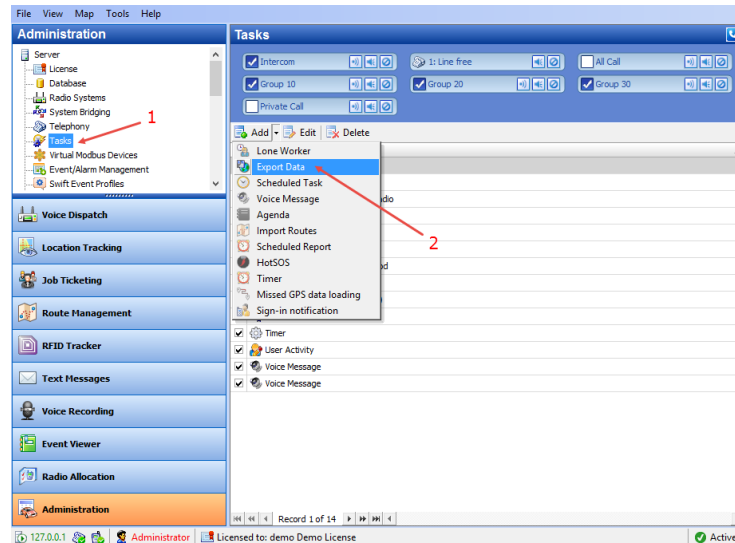 File View Map Tools Help
Administration
Tasks
Server
License
Database
Radio Systems
System Bridging
Telephony
Tasks
Virtual Modbus Devices
Event/Alarm Management
Swift Event Profiles
1
Intercom
1: Line free
All Call
Group 10
Group 20
Group 30
Private Call
Add Edit Delete
Lone Worker
Export Data
Scheduled Task
Voice Message
Agenda
Import Routes
Scheduled Report
HotSOS
Timer
Missed GPS data loading
Sign-in notification
2
Timer
User Activity
Voice Message
Voice Message
Voice Dispatch
Location Tracking
Job Ticketing
Route Management
RFID Tracker
Text Messages
Voice Recording
Event Viewer
Radio Allocation
Administration
Record 1 of 14
127.0.0.1 Administrator Licensed to: demo Demo License Active